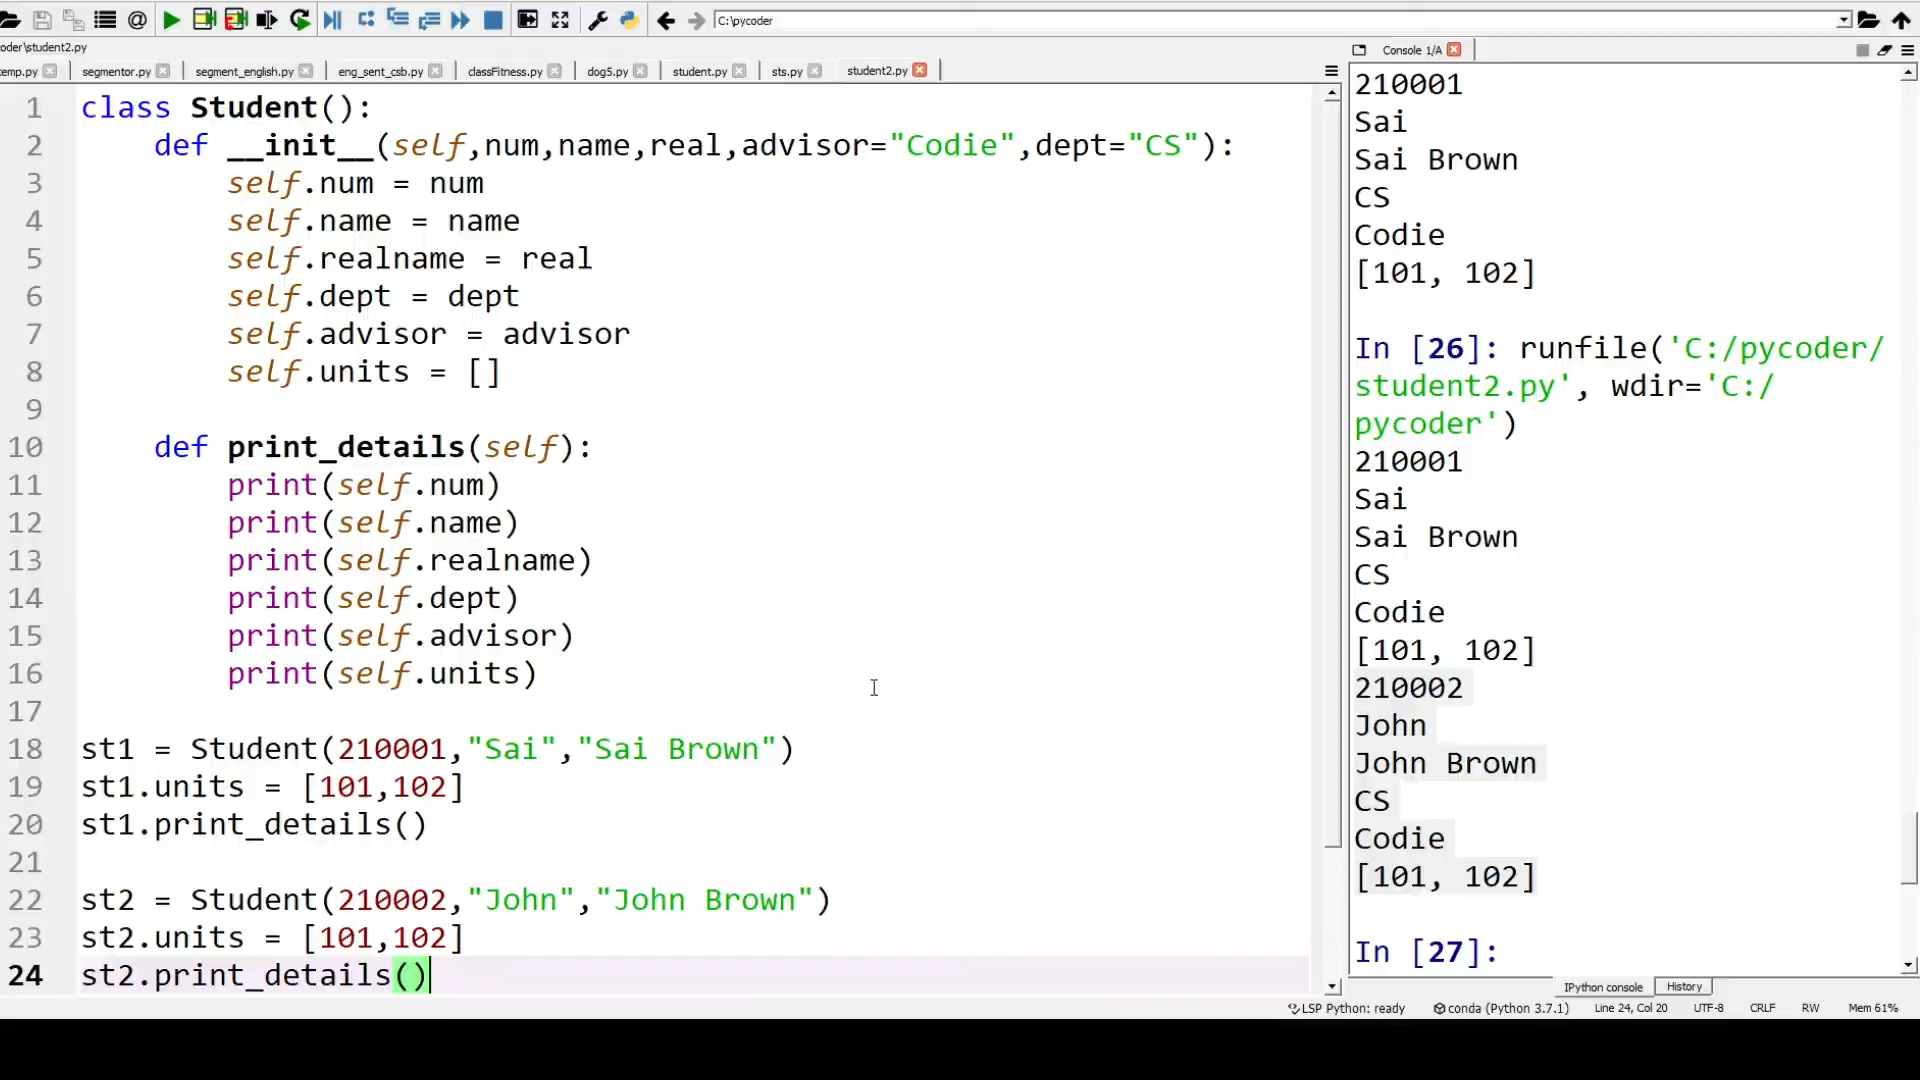 C:\pycoder
oder\student2.py
temp.py segmentor.py segment_english.py eng_sent_csb.py classFitness.py dog5.py student.py sts.py student2.py
1 class Student():
2 def __init__(self,num,name,real,advisor="Codie",dept="CS"):
3 self.num = num
4 self.name = name
5 self.realname = real
6 self.dept = dept
7 self.advisor = advisor
8 self.units = []
9
10 def print_details(self):
11 print(self.num)
12 print(self.name)
13 print(self.realname)
14 print(self.dept)
15 print(self.advisor)
16 print(self.units)
17
18 st1 = Student(210001,"Sai","Sai Brown")
19 st1.units = [101,102]
20 st1.print_details()
21
22 st2 = Student(210002,"John","John Brown")
23 st2.units = [101,102]
24 st2.print_details()
Console 1/A
210001
Sai
Sai Brown
CS
Codie
[101, 102]
In [26]: runfile('C:/pycoder/
student2.py', wdir='C:/
pycoder')
210001
Sai
Sai Brown
CS
Codie
[101, 102]
210002
John
John Brown
CS
Codie
[101, 102]
In [27]:
IPython console History
LSP Python: ready conda (Python 3.7.1) Line 24, Col 20 UTF-8 CRLF RW Mem 61%